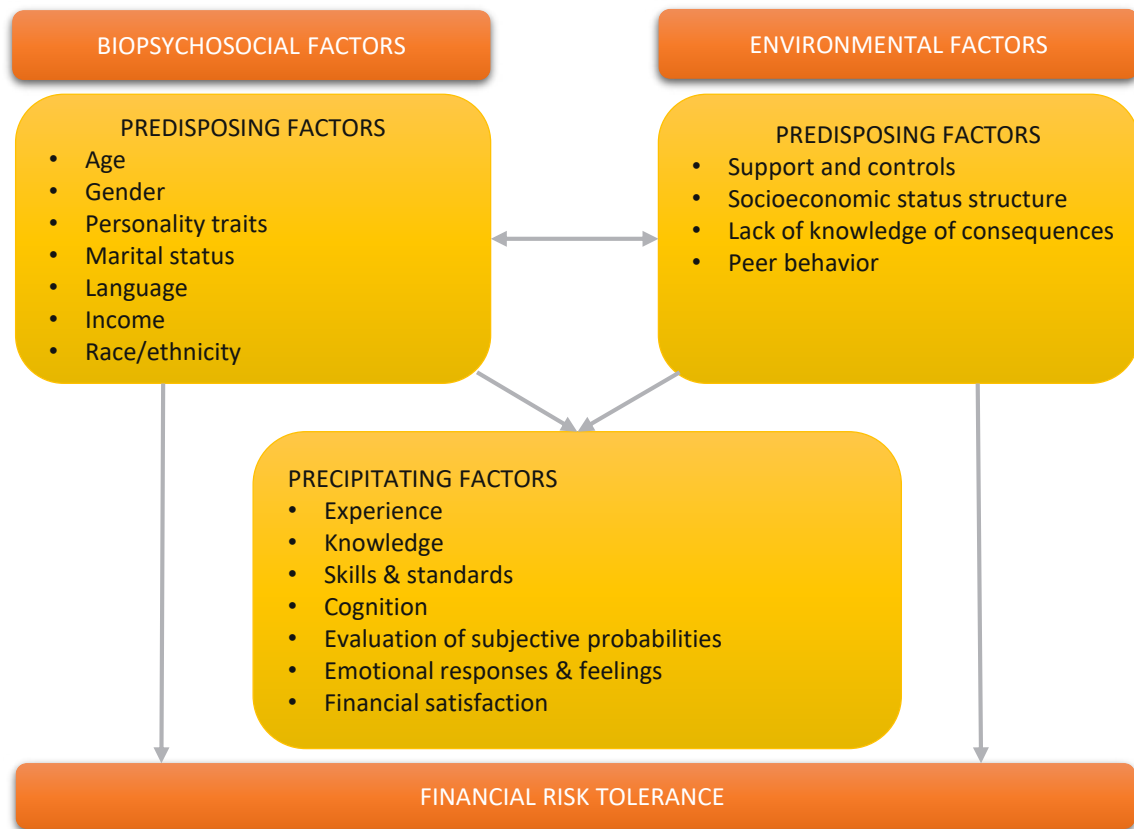 BIOPSYCHOSOCIAL FACTORS
ENVIRONMENTAL FACTORS
PREDISPOSING FACTORS
• Age
• Gender
• Personality traits
• Marital status
• Language
• Income
• Race/ethnicity
PREDISPOSING FACTORS
• Support and controls
• Socioeconomic status structure
• Lack of knowledge of consequences
• Peer behavior
PRECIPITATING FACTORS
• Experience
• Knowledge
• Skills & standards
• Cognition
• Evaluation of subjective probabilities
• Emotional responses & feelings
• Financial satisfaction
FINANCIAL RISK TOLERANCE